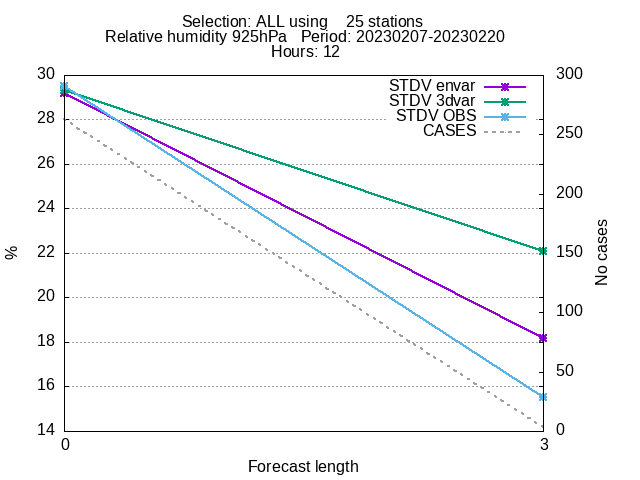 Selection: ALL using    25 stations
Relative humidity 925hPa   Period: 20230207-20230220
Hours: 12
STDV envar
STDV 3dvar
STDV OBS
CASES
30
28
26
24
22
20
18
16
14
%
300
250
200
150
100
50
0
No cases
0
3
Forecast length